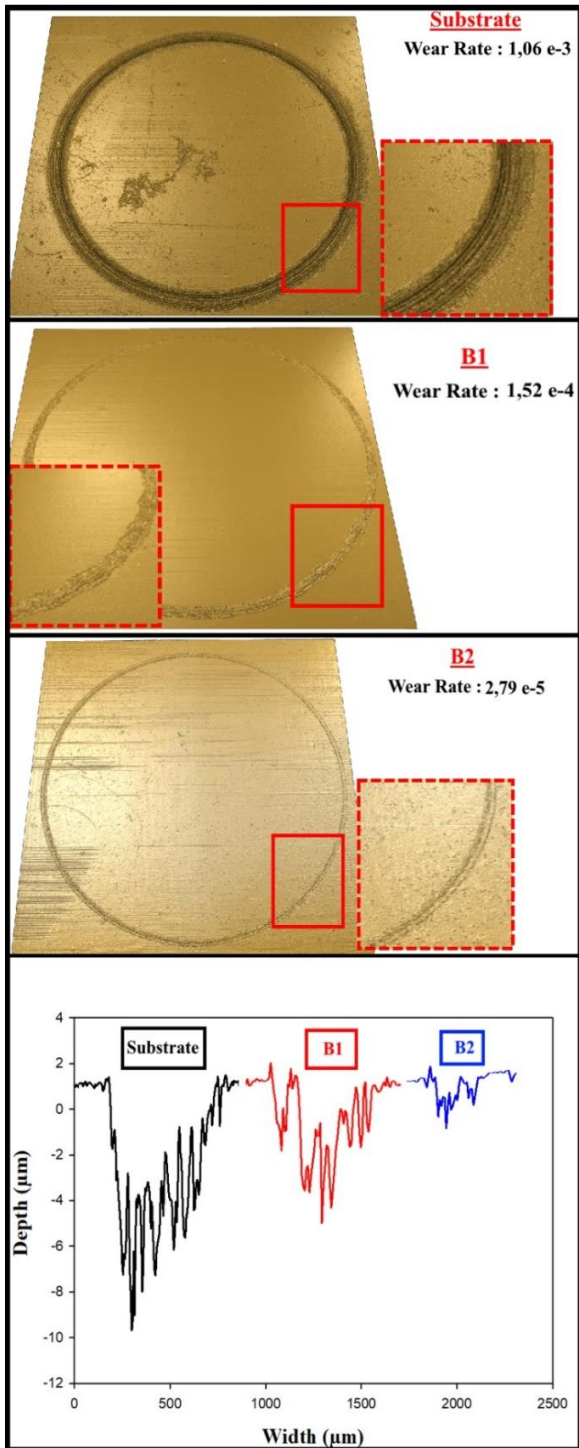 Substrate
Wear Rate : 1,06 e-3
B1
Wear Rate : 1,52 e-4
B2
Wear Rate : 2,79 e-5
Substrate
B1
B2
4
2
0
-2
-4
-6
-8
-10
-12
Depth (µm)
0
500
1000
1500
2000
2500
Width (µm)